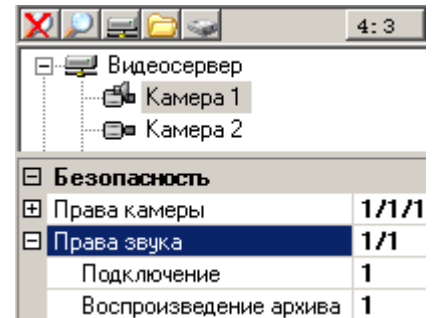 4:3
Видеосервер
Камера 1
Камера 2
Безопасность
Права камеры 1/1/1
Права звука 1/1
Подключение 1
Воспроизведение архива 1